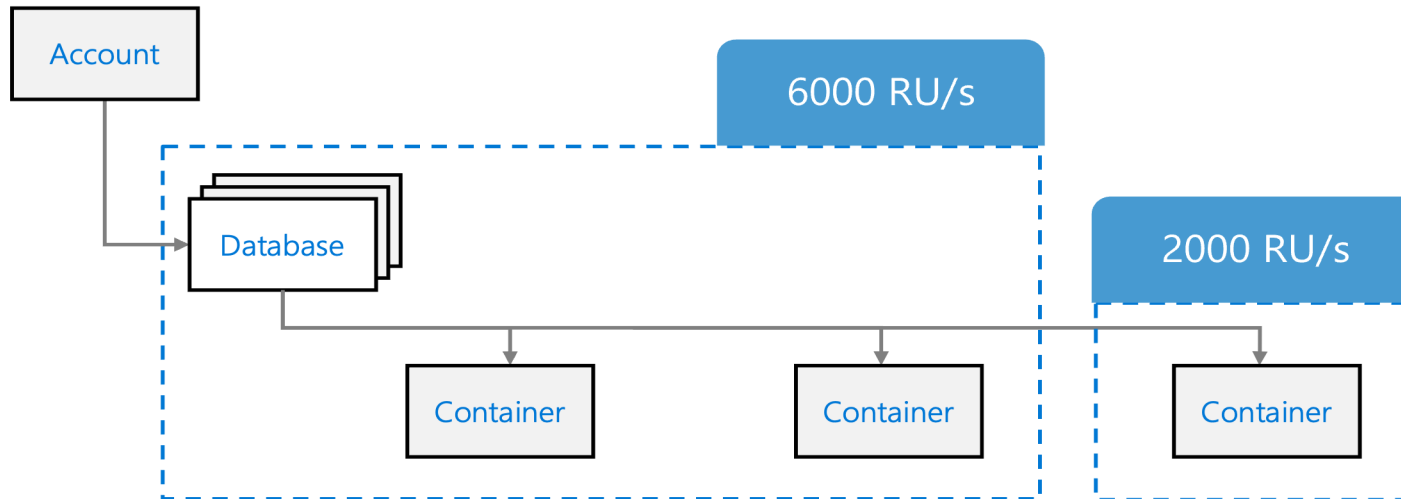 Account
6000 RU/s
Database
2000 RU/s
Container
Container
Container